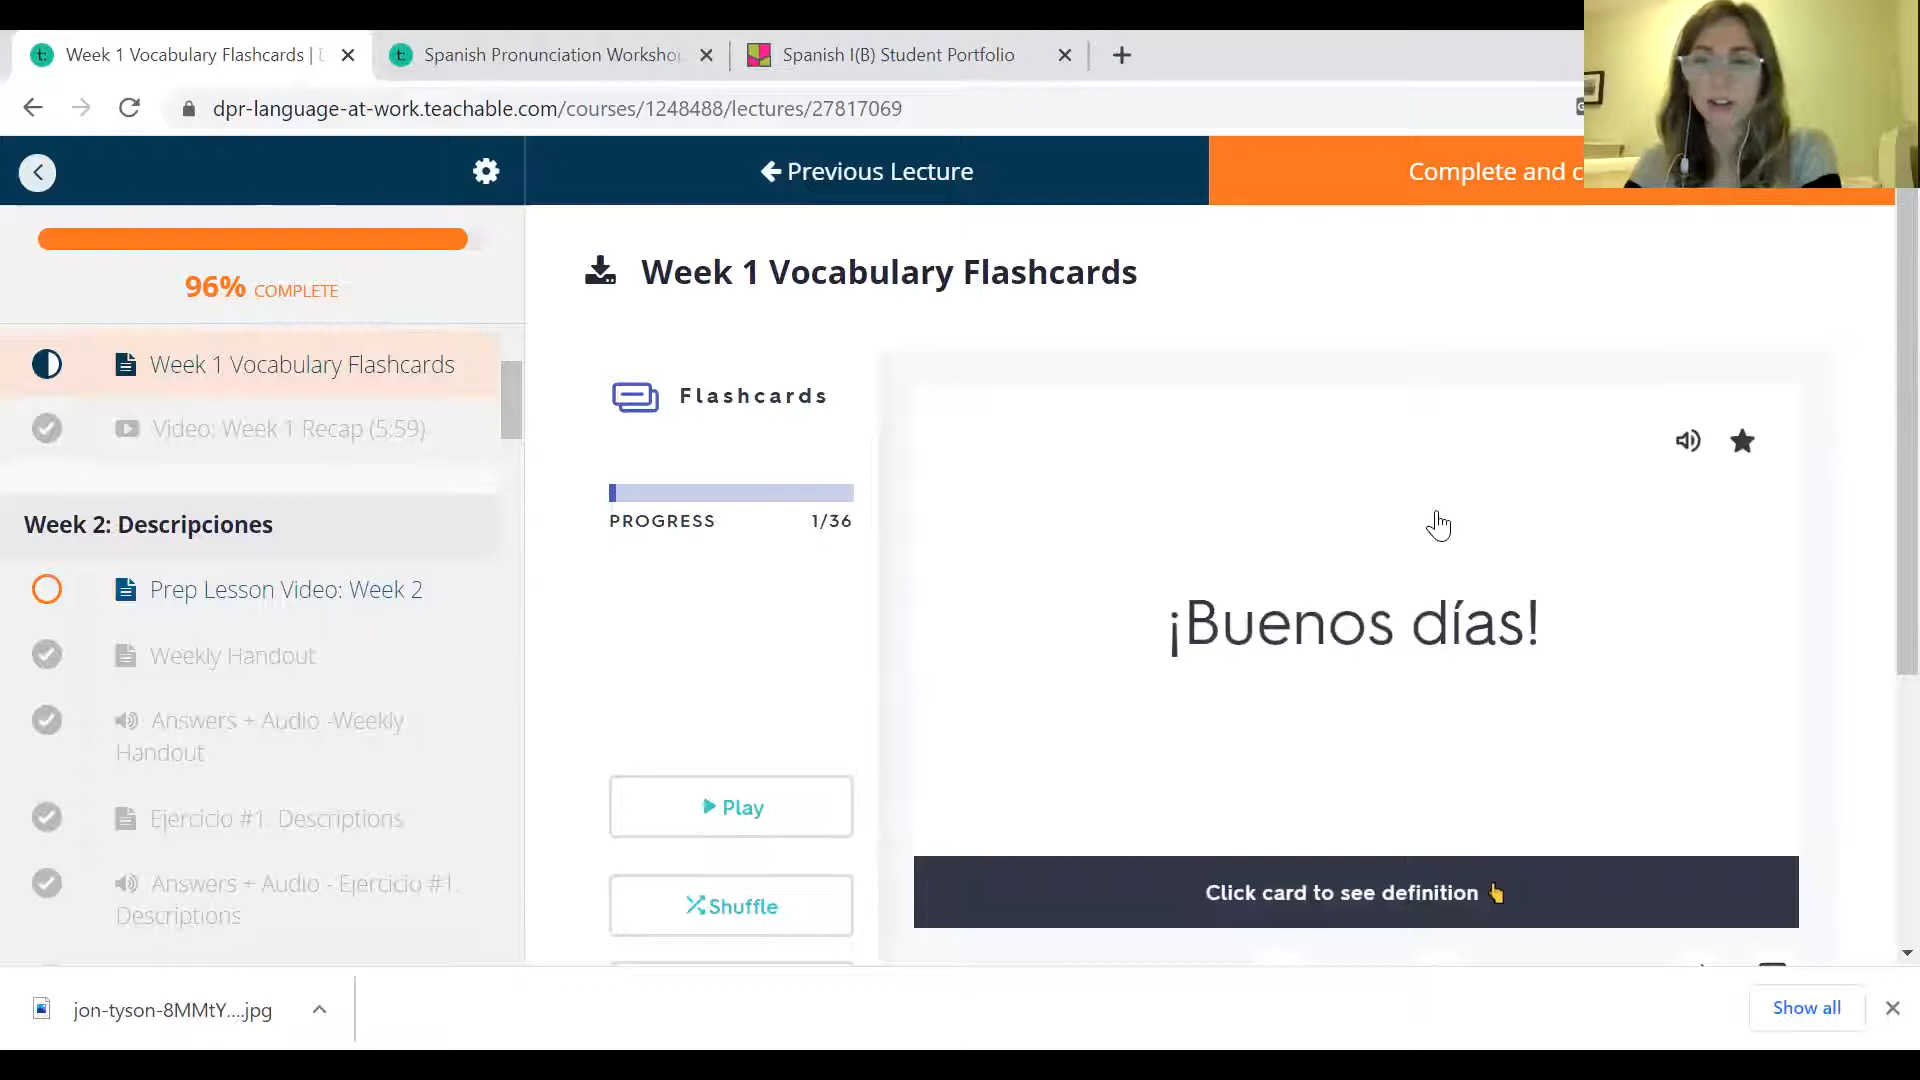 Week 1 Vocabulary Flashcards |
Spanish Pronunciation Worksho
Spanish I(B) Student Portfolio
dpr-language-at-work.teachable.com/courses/1248488/lectures/27817069
Previous Lecture
Complete and c
96% COMPLETE
Week 1 Vocabulary Flashcards
Video: Week 1 Recap (5:59)
Week 2: Descripciones
Prep Lesson Video: Week 2
Weekly Handout
Answers + Audio -Weekly
Handout
Ejercicio #1. Descriptions
Answers + Audio - Ejercicio #1.
Descriptions
Week 1 Vocabulary Flashcards
Flashcards
PROGRESS 1/36
Play
Shuffle
¡Buenos días!
Click card to see definition
jon-tyson-8MMtY....jpg
Show all